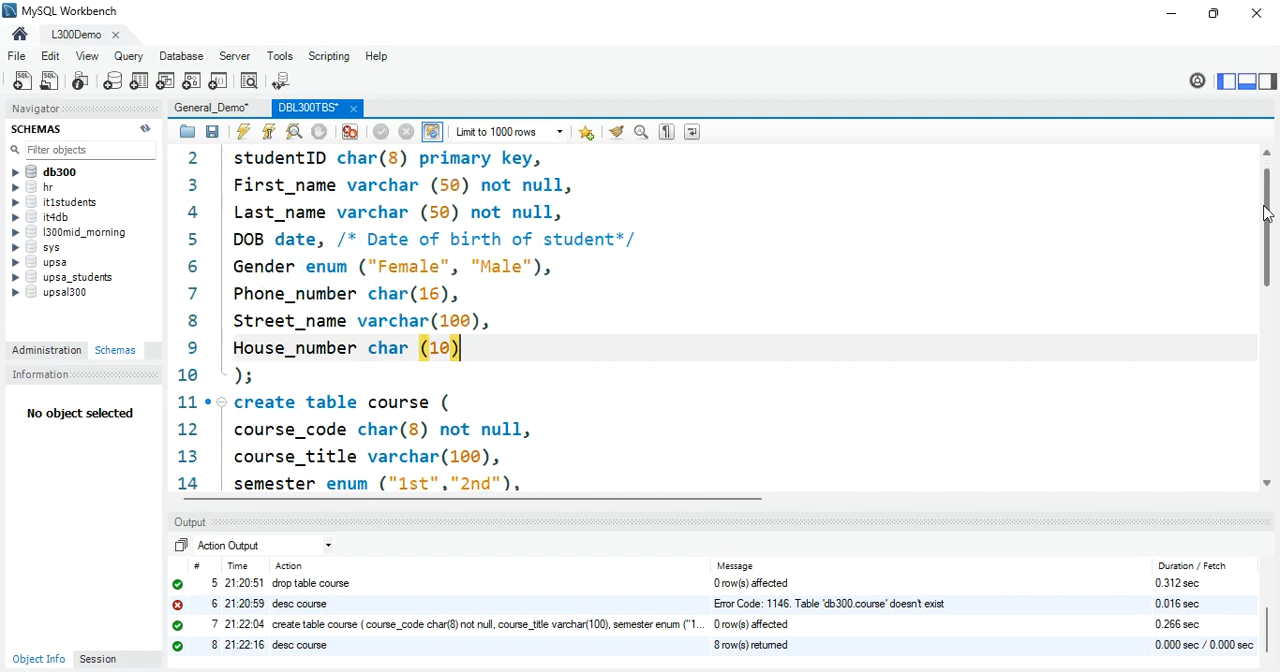 MySQL Workbench
L300Demo
File Edit View Query Database Server Tools Scripting Help
Navigator
SCHEMAS
Filter objects
db300
hr
it1students
it4db
l300mid_morning
sys
upsa
upsa_students
upsal300
Administration Schemas
Information
No object selected
Object Info Session
General_Demo* DBL300TBS*
Limit to 1000 rows
2 studentID char(8) primary key,
3 First_name varchar (50) not null,
4 Last_name varchar (50) not null,
5 DOB date, /* Date of birth of student*/
6 Gender enum ("Female", "Male"),
7 Phone_number char(16),
8 Street_name varchar(100),
9 House_number char (10)
10 );
11 create table course (
12 course_code char(8) not null,
13 course_title varchar(100),
14 semester enum ("1st","2nd"),
Output
Action Output
# Time Action Message Duration / Fetch
5 21:20:51 drop table course 0 row(s) affected 0.312 sec
6 21:20:59 desc course Error Code: 1146. Table 'db300.course' doesn't exist 0.016 sec
7 21:22:04 create table course ( course_code char(8) not null, course_title varchar(100), semester enum ("1... 0 row(s) affected 0.266 sec
8 21:22:16 desc course 8 row(s) returned 0.000 sec / 0.000 sec